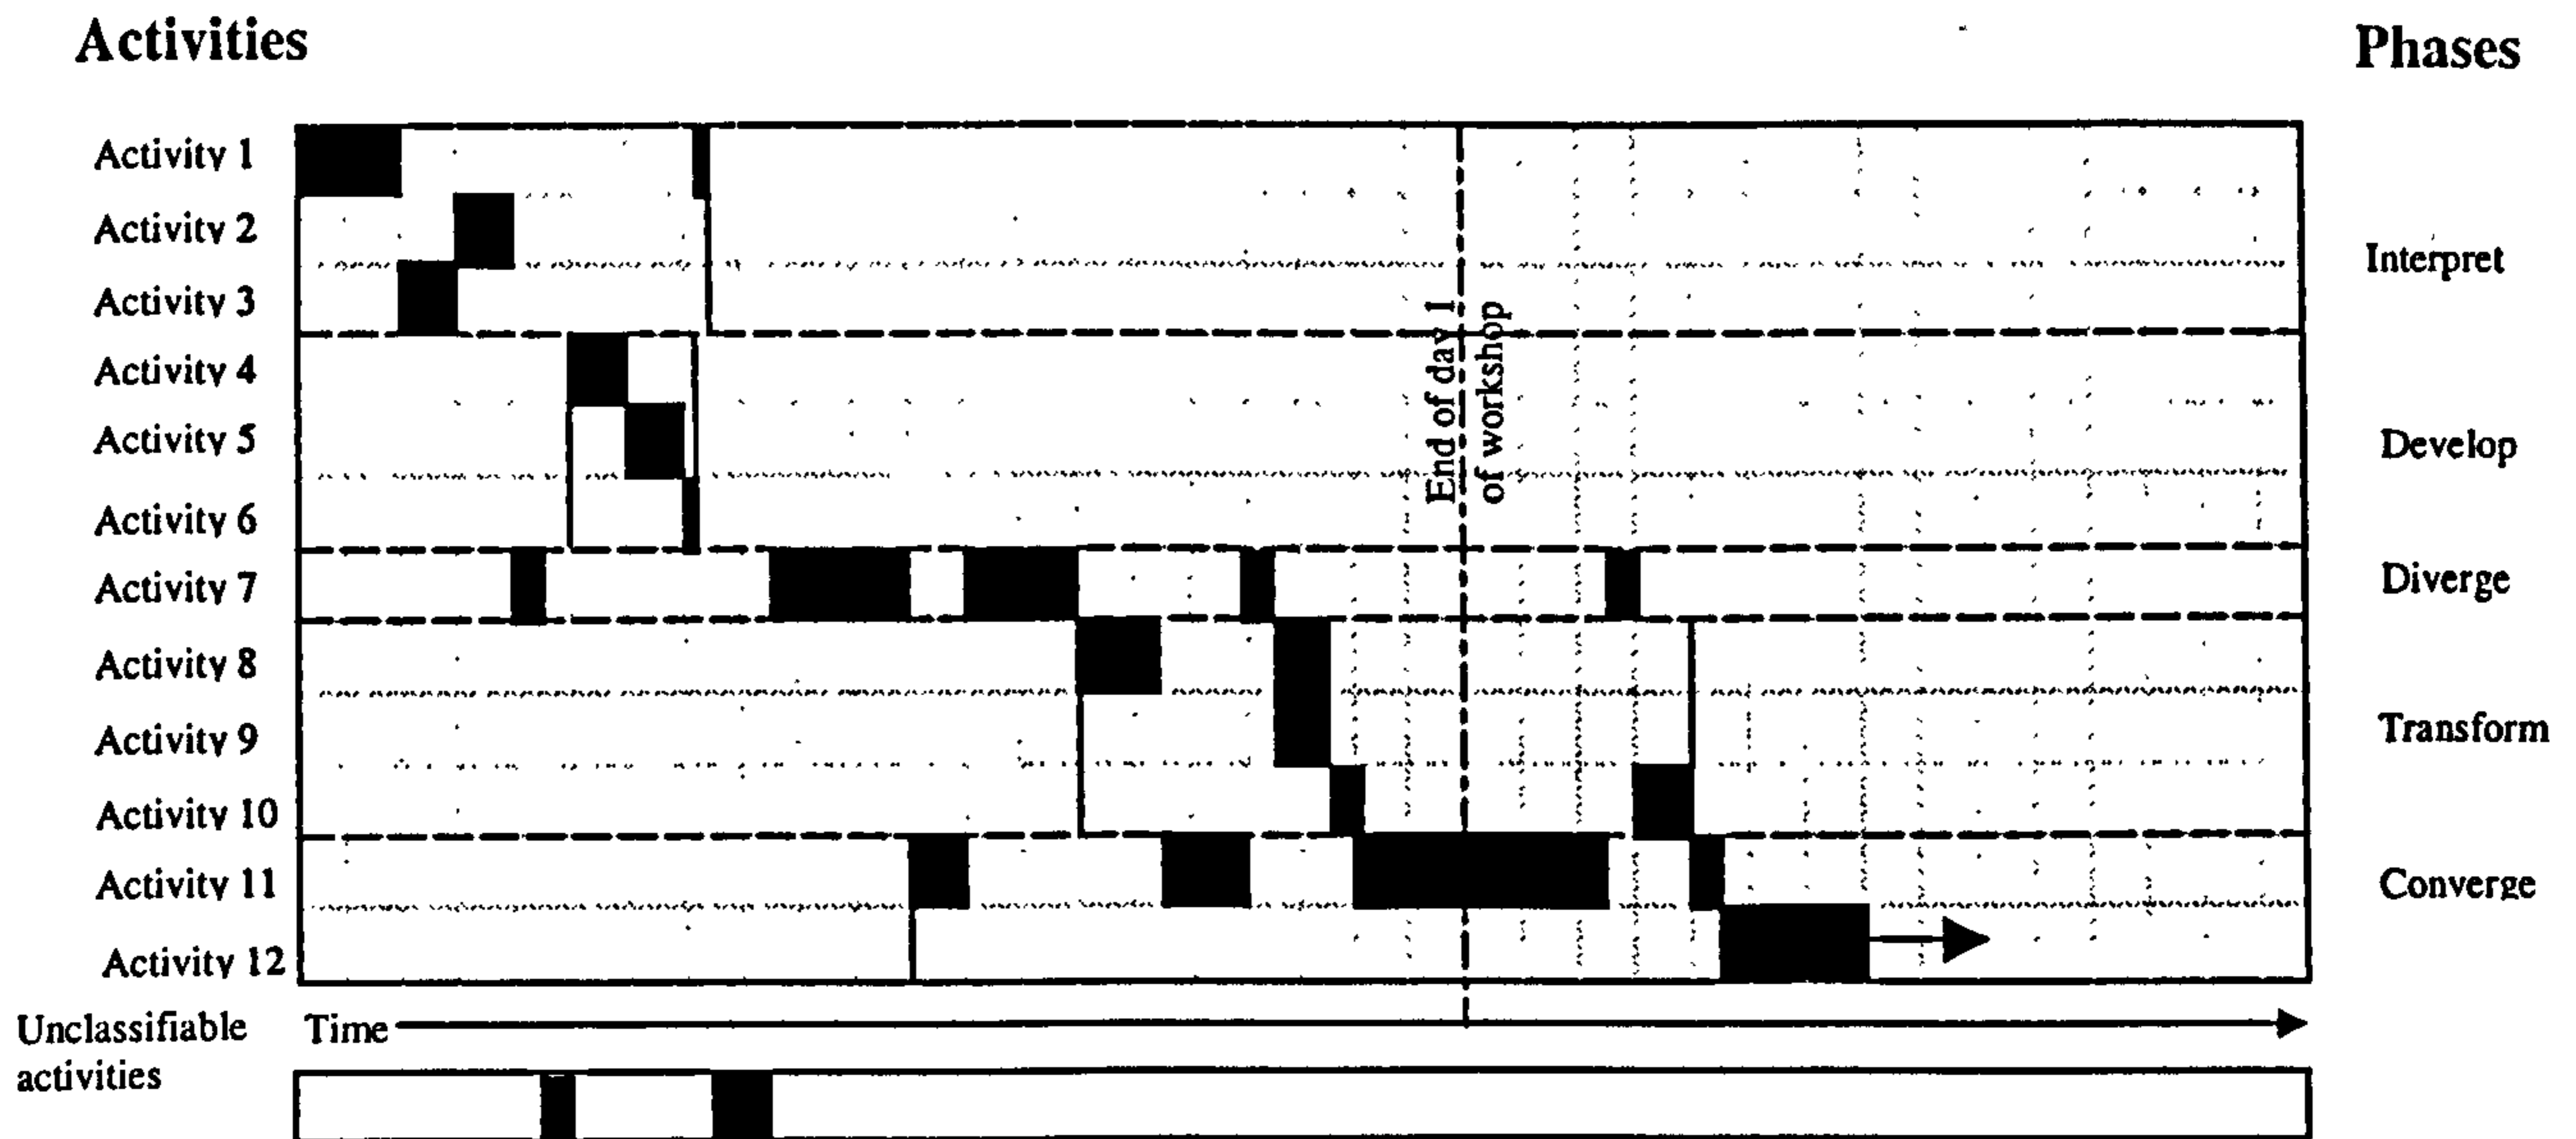 Activities
Phases
Activity 1
Activity 2
Activity 3
Activity 4
Activity 5
Activity 6
Activity 7
Activity 8
Activity 9
Activity 10
Activity 11
Activity 12
Interpret
Develop
Diverge
Transform
Converge
End of day 1
of workshop
Unclassifiable
activities
Time